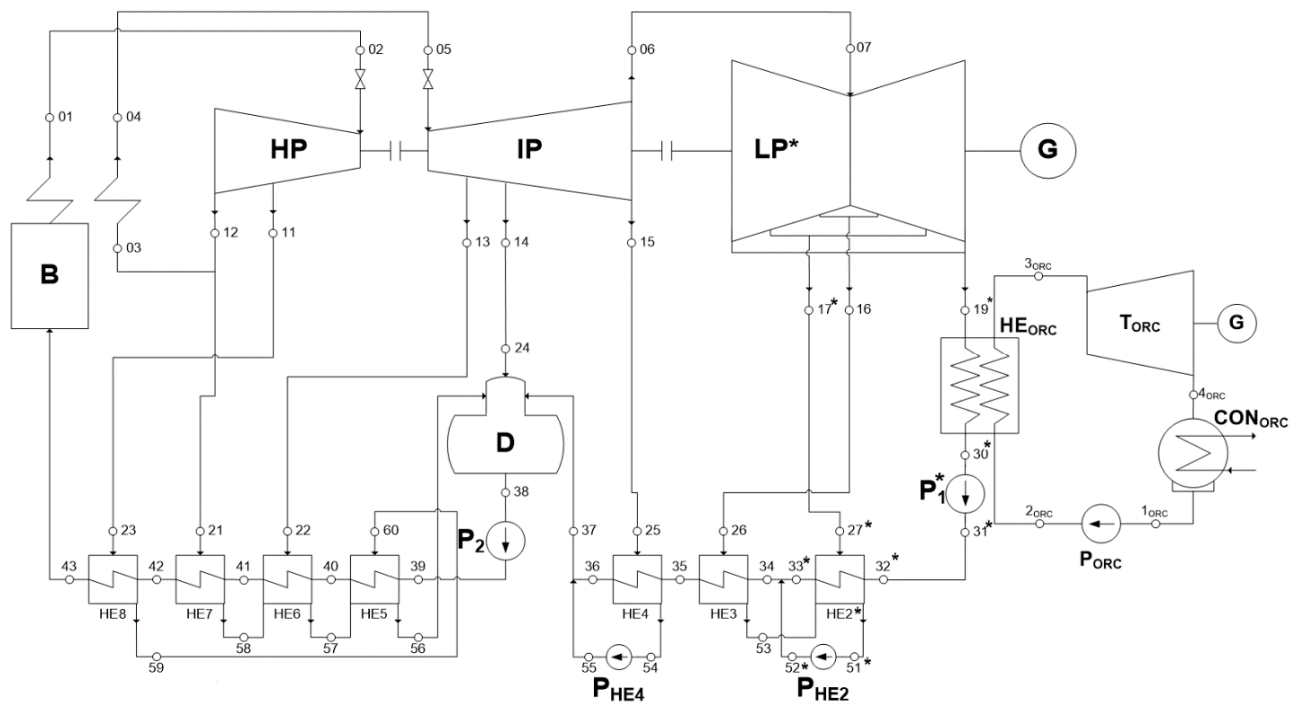 02
05
06
07
01
04
HP
IP
LP*
G
12
11
03
13
14
15
B
17*
16
19*
3ORC
HEORC
TORC
G
24
4ORC
CONORC
D
30*
P1*
38
2ORC
1ORC
23
21
22
60
P2
37
25
26
27*
31*
PORC
43
42
41
40
39
36
35
34
33*
32*
HE8
HE7
HE6
HE5
HE4
HE3
HE2*
58
57
56
53
59
55
54
52*
51*
PHE4
PHE2